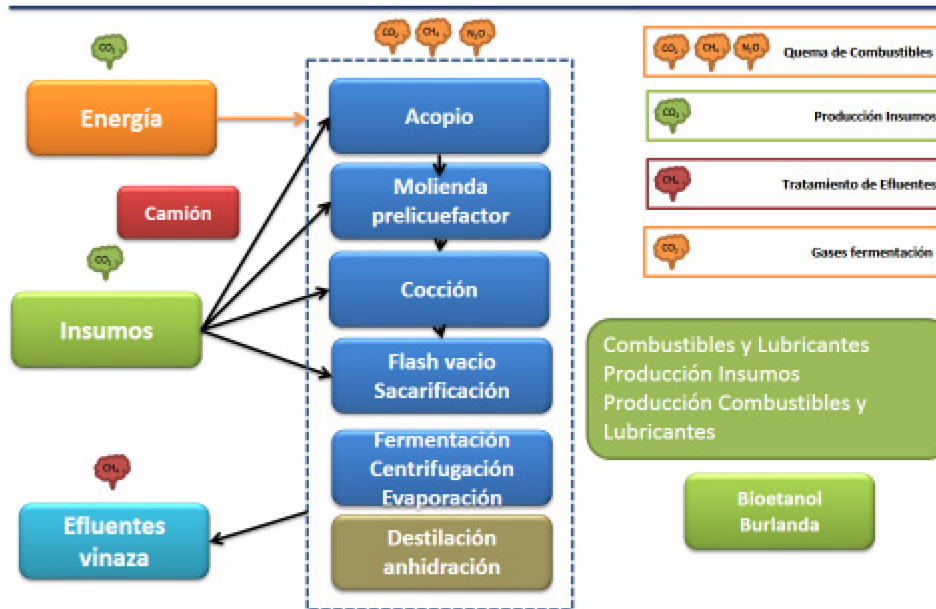 CO₂
CO₂ CH₄ N₂O
CO₂ CH₄ N₂O Quema de Combustibles
Energía
Acopio
CO₂ Producción Insumos
Molienda
prelicuefactor
CH₄ Tratamiento de Efluentes
Camión
CO₂
CO₂ Gases fermentación
Cocción
Insumos
Flash vacio
Sacarificación
Combustibles y Lubricantes
Producción Insumos
Producción Combustibles y
Lubricantes
Fermentación
Centrifugación
Evaporación
CH₄
Bioetanol
Burlanda
Efluentes
vinaza
Destilación
anhidración